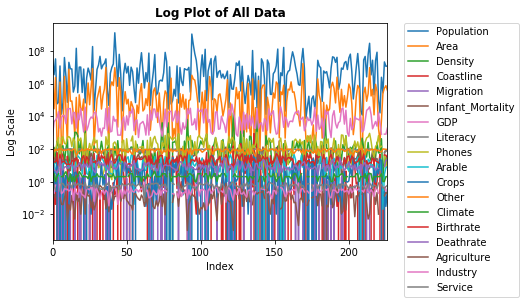 Log Plot of All Data
Log Scale
10^8
10^6
10^4
10^2
10^0
10^-2
0
50
100
150
200
Index
Population
Area
Density
Coastline
Migration
Infant_Mortality
GDP
Literacy
Phones
Arable
Crops
Other
Climate
Birthrate
Deathrate
Agriculture
Industry
Service